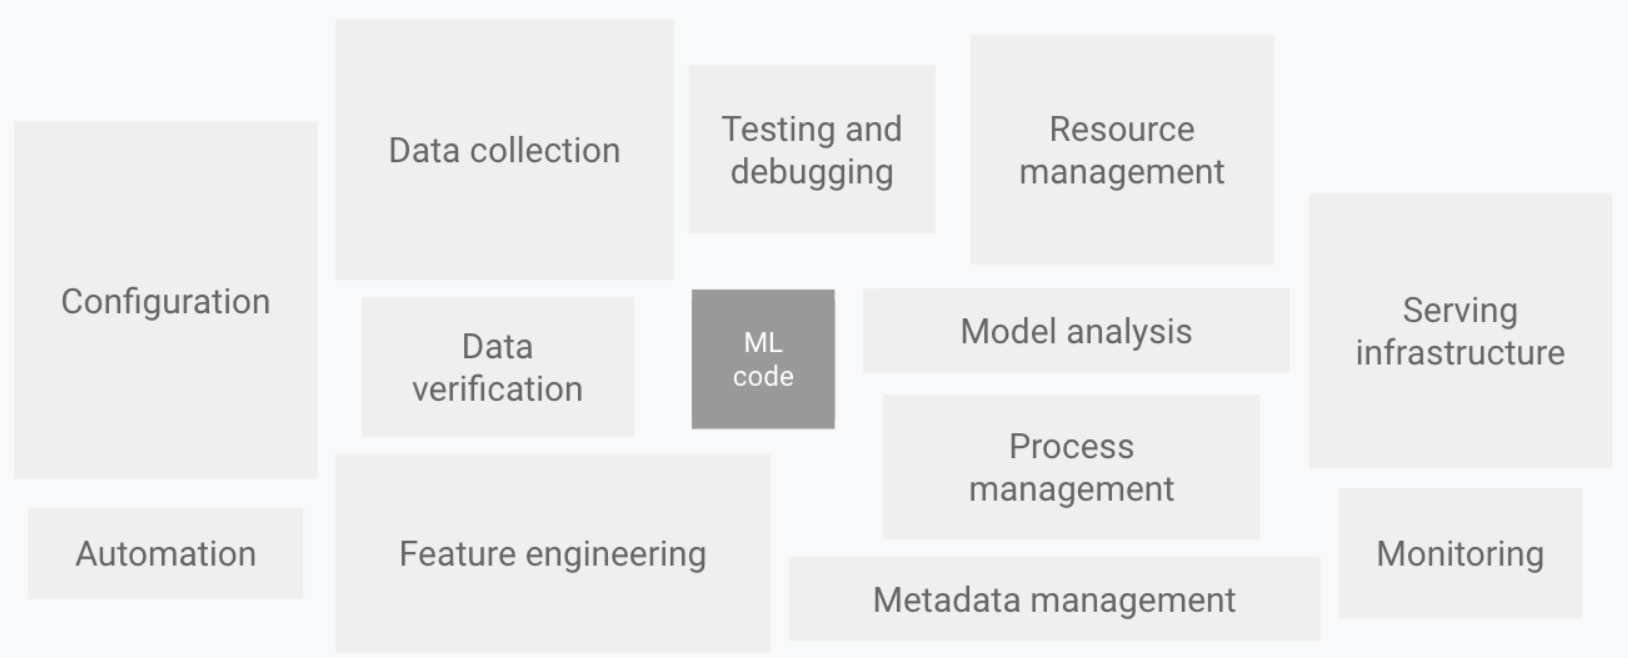 Configuration
Automation
Data collection
Data
verification
Feature engineering
Testing and
debugging
ML
code
Resource
management
Model analysis
Process
management
Metadata management
Serving
infrastructure
Monitoring